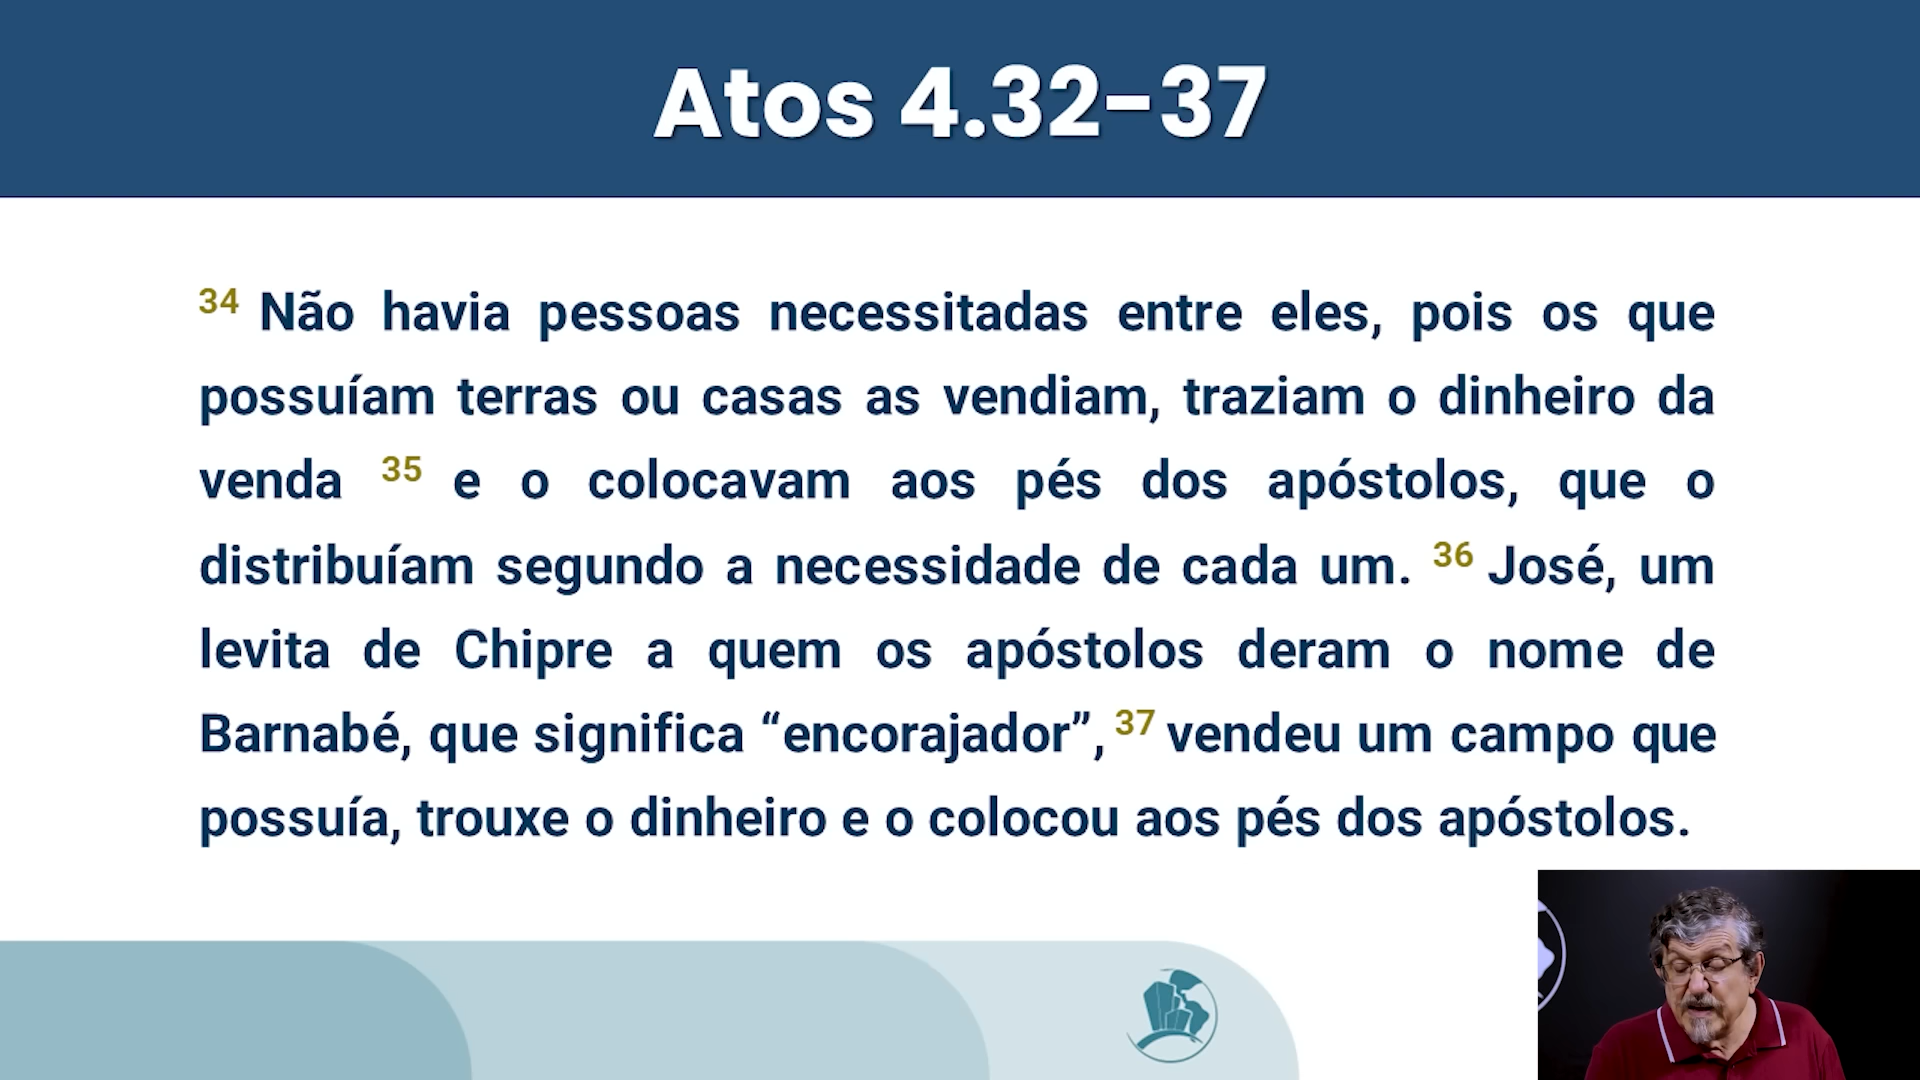 Atos 4.32-37
34 Não havia pessoas necessitadas entre eles, pois os que
possuíam terras ou casas as vendiam, traziam o dinheiro da
venda 35 e o colocavam aos pés dos apóstolos, que o
distribuíam segundo a necessidade de cada um. 36 José, um
levita de Chipre a quem os apóstolos deram o nome de
Barnabé, que significa “encorajador”, 37 vendeu um campo que
possuía, trouxe o dinheiro e o colocou aos pés dos apóstolos.